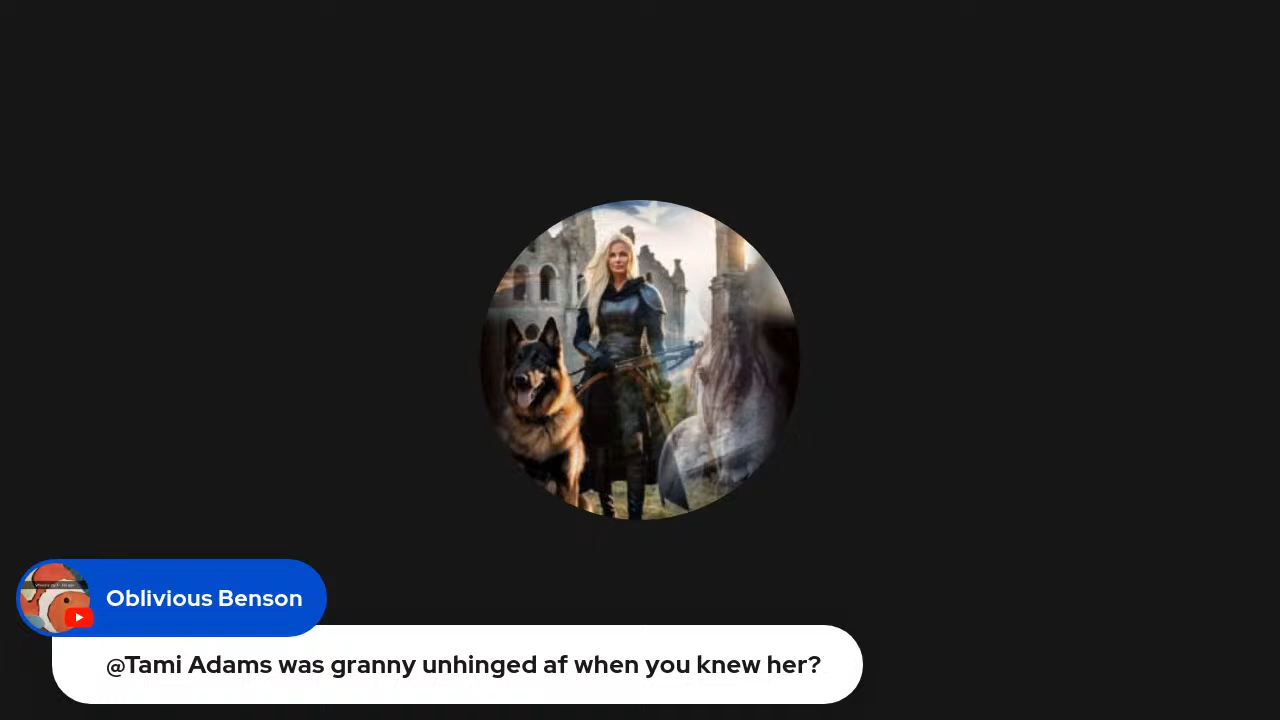 Oblivious Benson
@Tami Adams was granny unhinged af when you knew her?